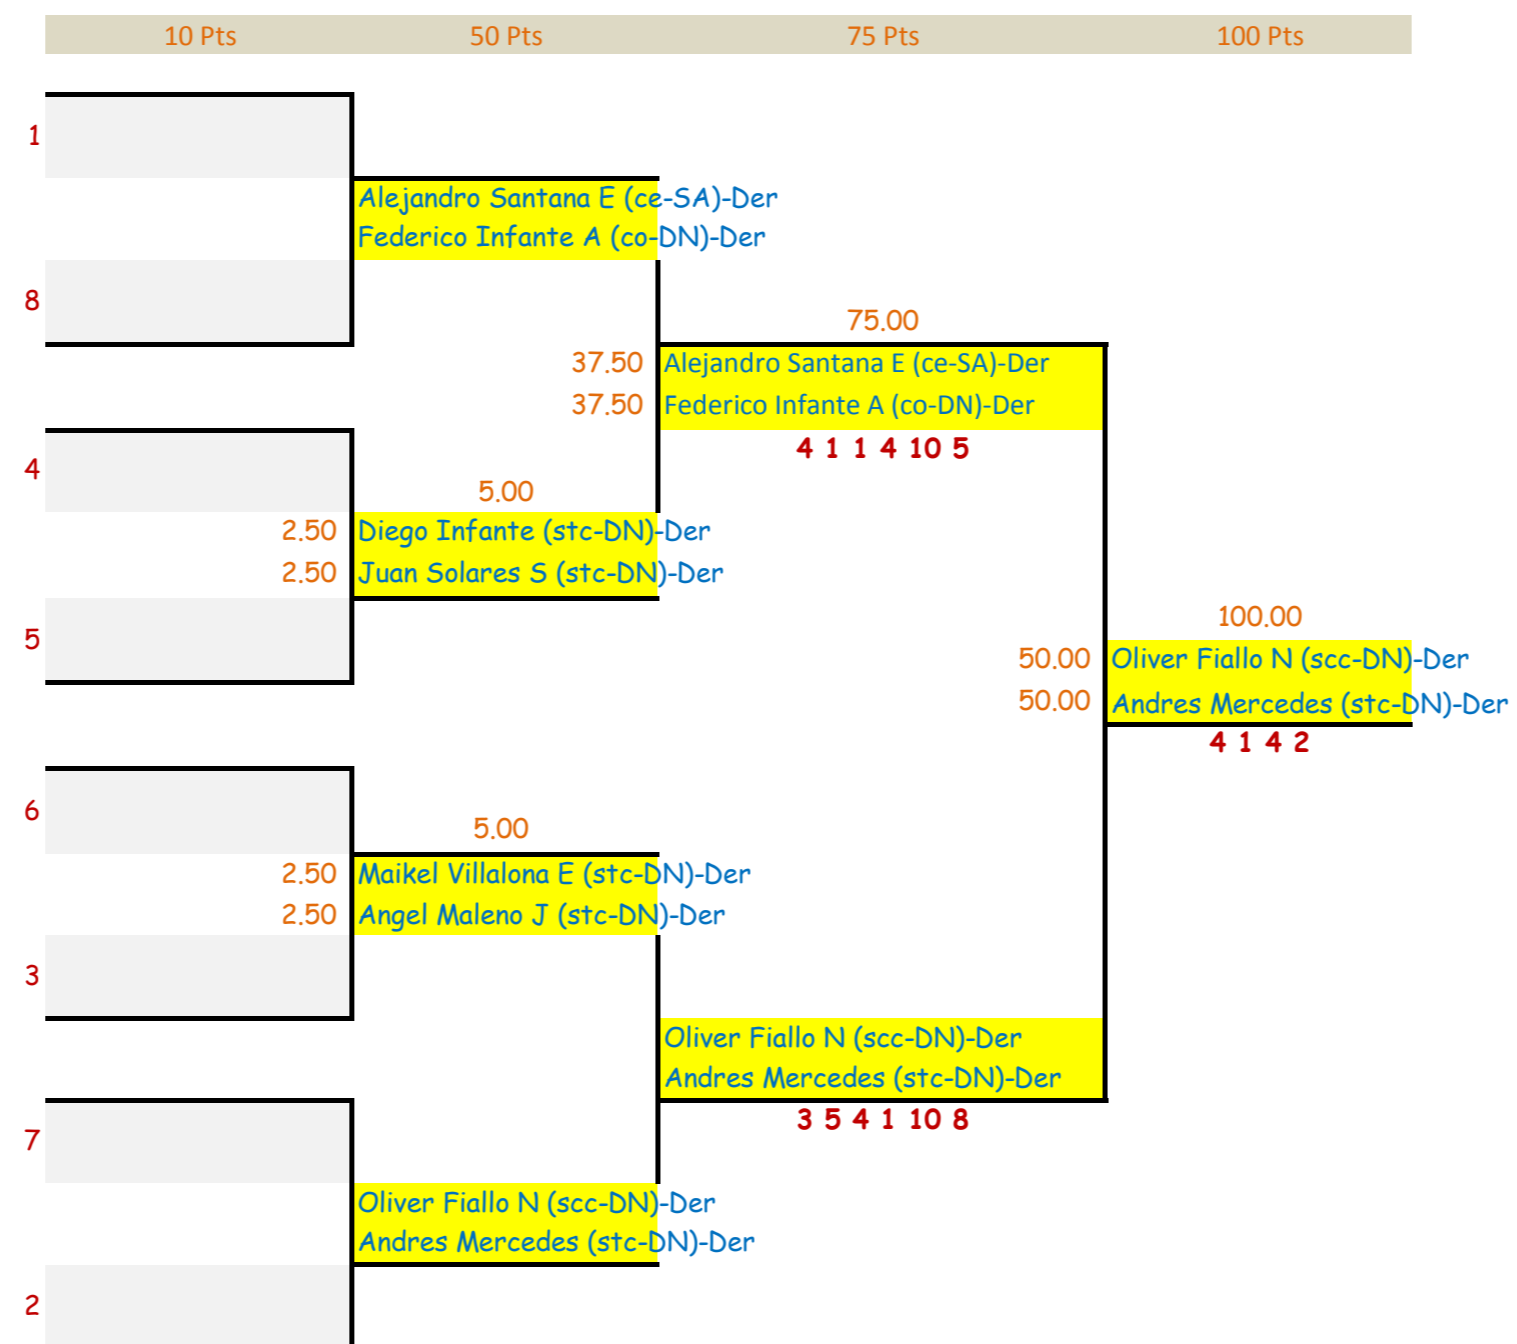 10 Pts 50 Pts 75 Pts 100 Pts
1
Alejandro Santana E (ce-SA)-Der
Federico Infante A (co-DN)-Der
8
75.00
37.50 Alejandro Santana E (ce-SA)-Der
37.50 Federico Infante A (co-DN)-Der
4 1 1 4 10 5
4
5.00
2.50 Diego Infante (stc-DN)-Der
2.50 Juan Solares S (stc-DN)-Der
5
100.00
50.00 Oliver Fiallo N (scc-DN)-Der
50.00 Andres Mercedes (stc-DN)-Der
4 1 4 2
6
5.00
2.50 Maikel Villalona E (stc-DN)-Der
2.50 Angel Maleno J (stc-DN)-Der
3
Oliver Fiallo N (scc-DN)-Der
Andres Mercedes (stc-DN)-Der
3 5 4 1 10 8
7
Oliver Fiallo N (scc-DN)-Der
Andres Mercedes (stc-DN)-Der
2